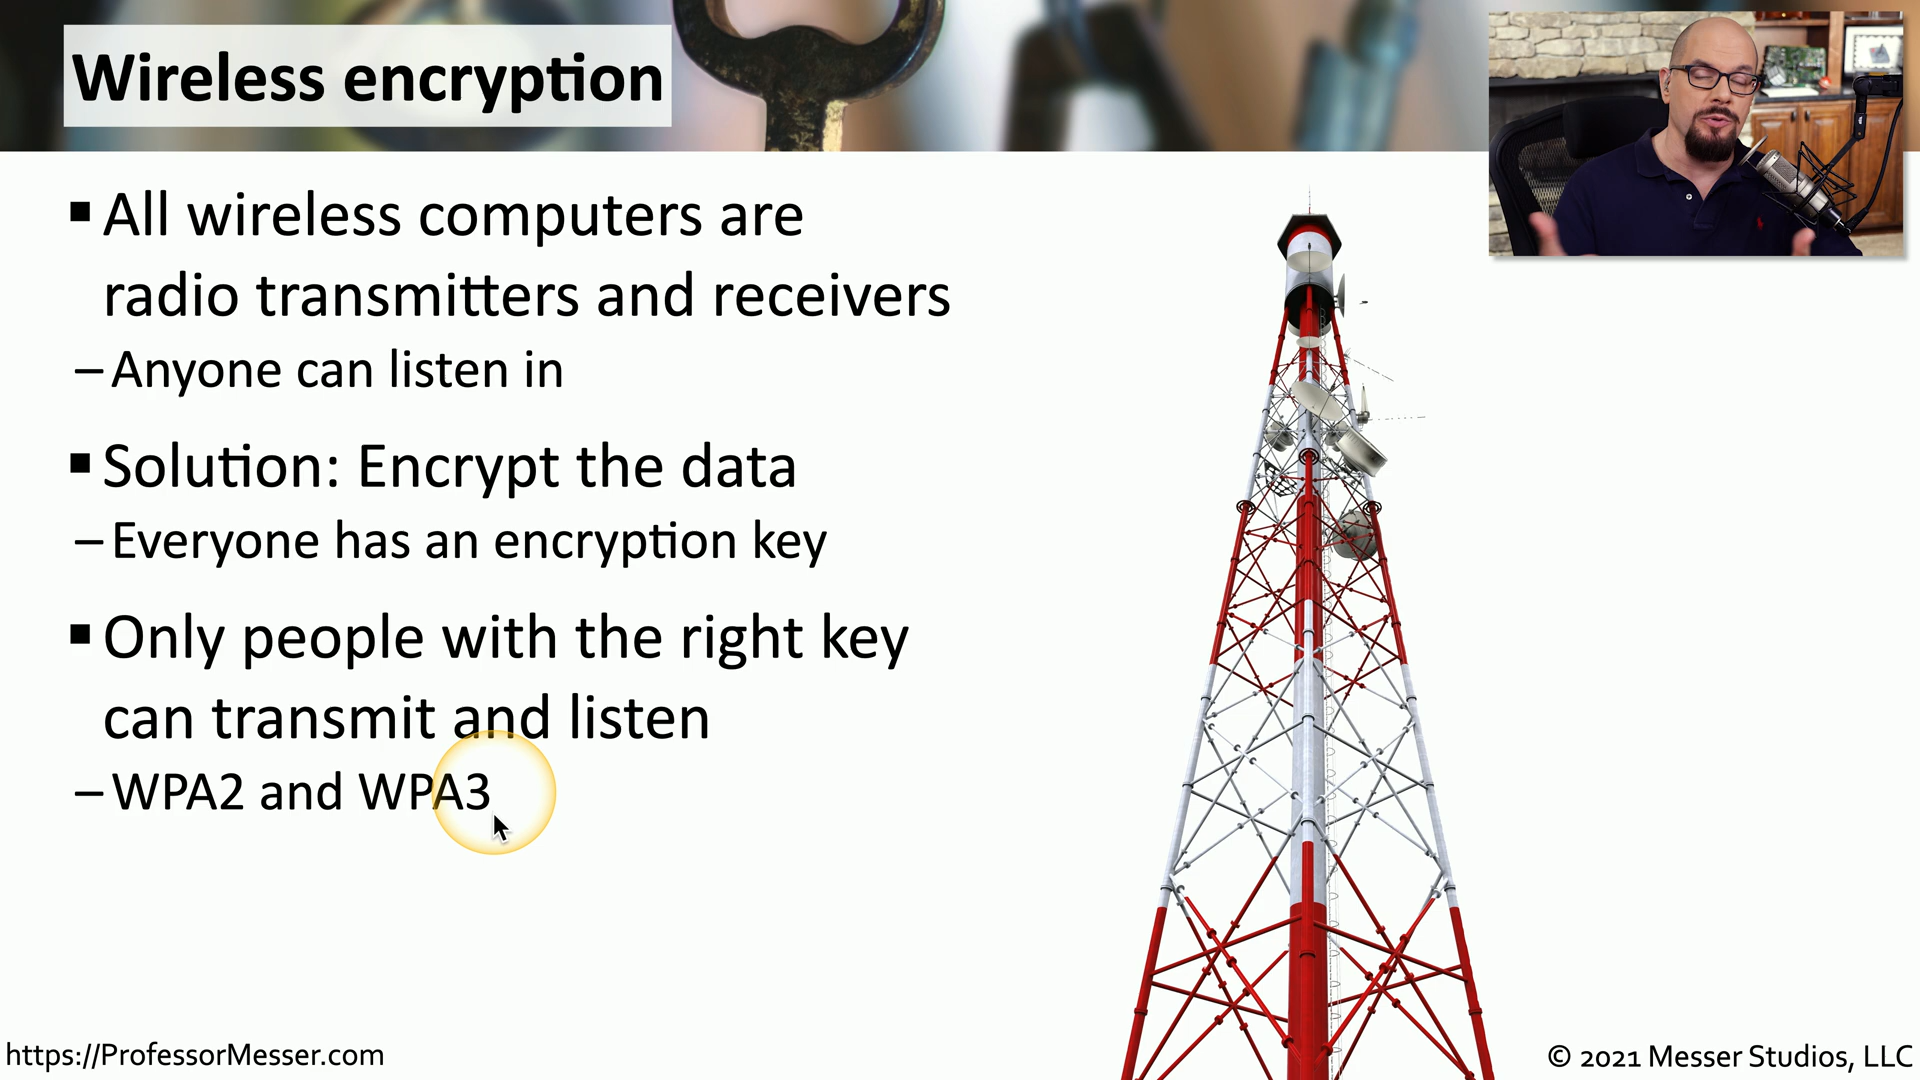 Wireless encryption
▪ All wireless computers are
radio transmitters and receivers
– Anyone can listen in
▪ Solution: Encrypt the data
– Everyone has an encryption key
▪ Only people with the right key
can transmit and listen
– WPA2 and WPA3
https://ProfessorMesser.com
© 2021 Messer Studios, LLC